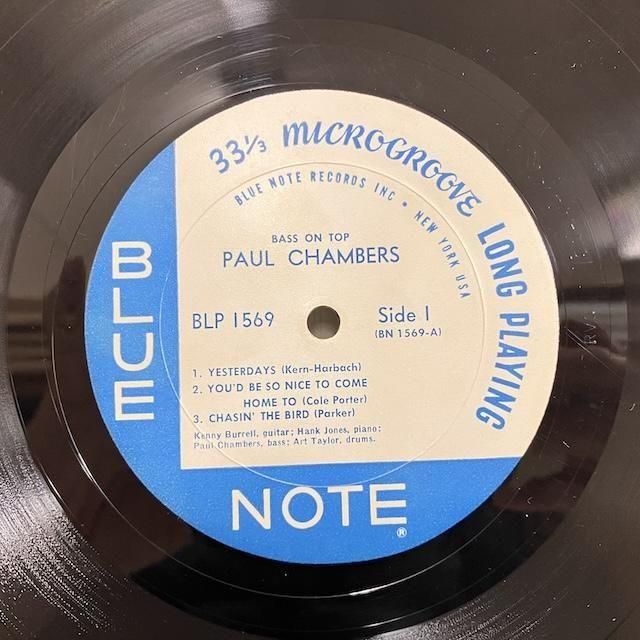 33⅓ MICROGROOVE LONG PLAYING
BLUE NOTE RECORDS INC • NEW YORK USA
BASS ON TOP
PAUL CHAMBERS
BLP 1569 Side 1
(BN 1569-A)
1. YESTERDAYS (Kern-Harbach)
2. YOU'D BE SO NICE TO COME
HOME TO (Cole Porter)
3. CHASIN' THE BIRD (Parker)
Kenny Burrell, guitar; Hank Jones, piano;
Paul Chambers, bass; Art Taylor, drums.
BLUE
NOTE®